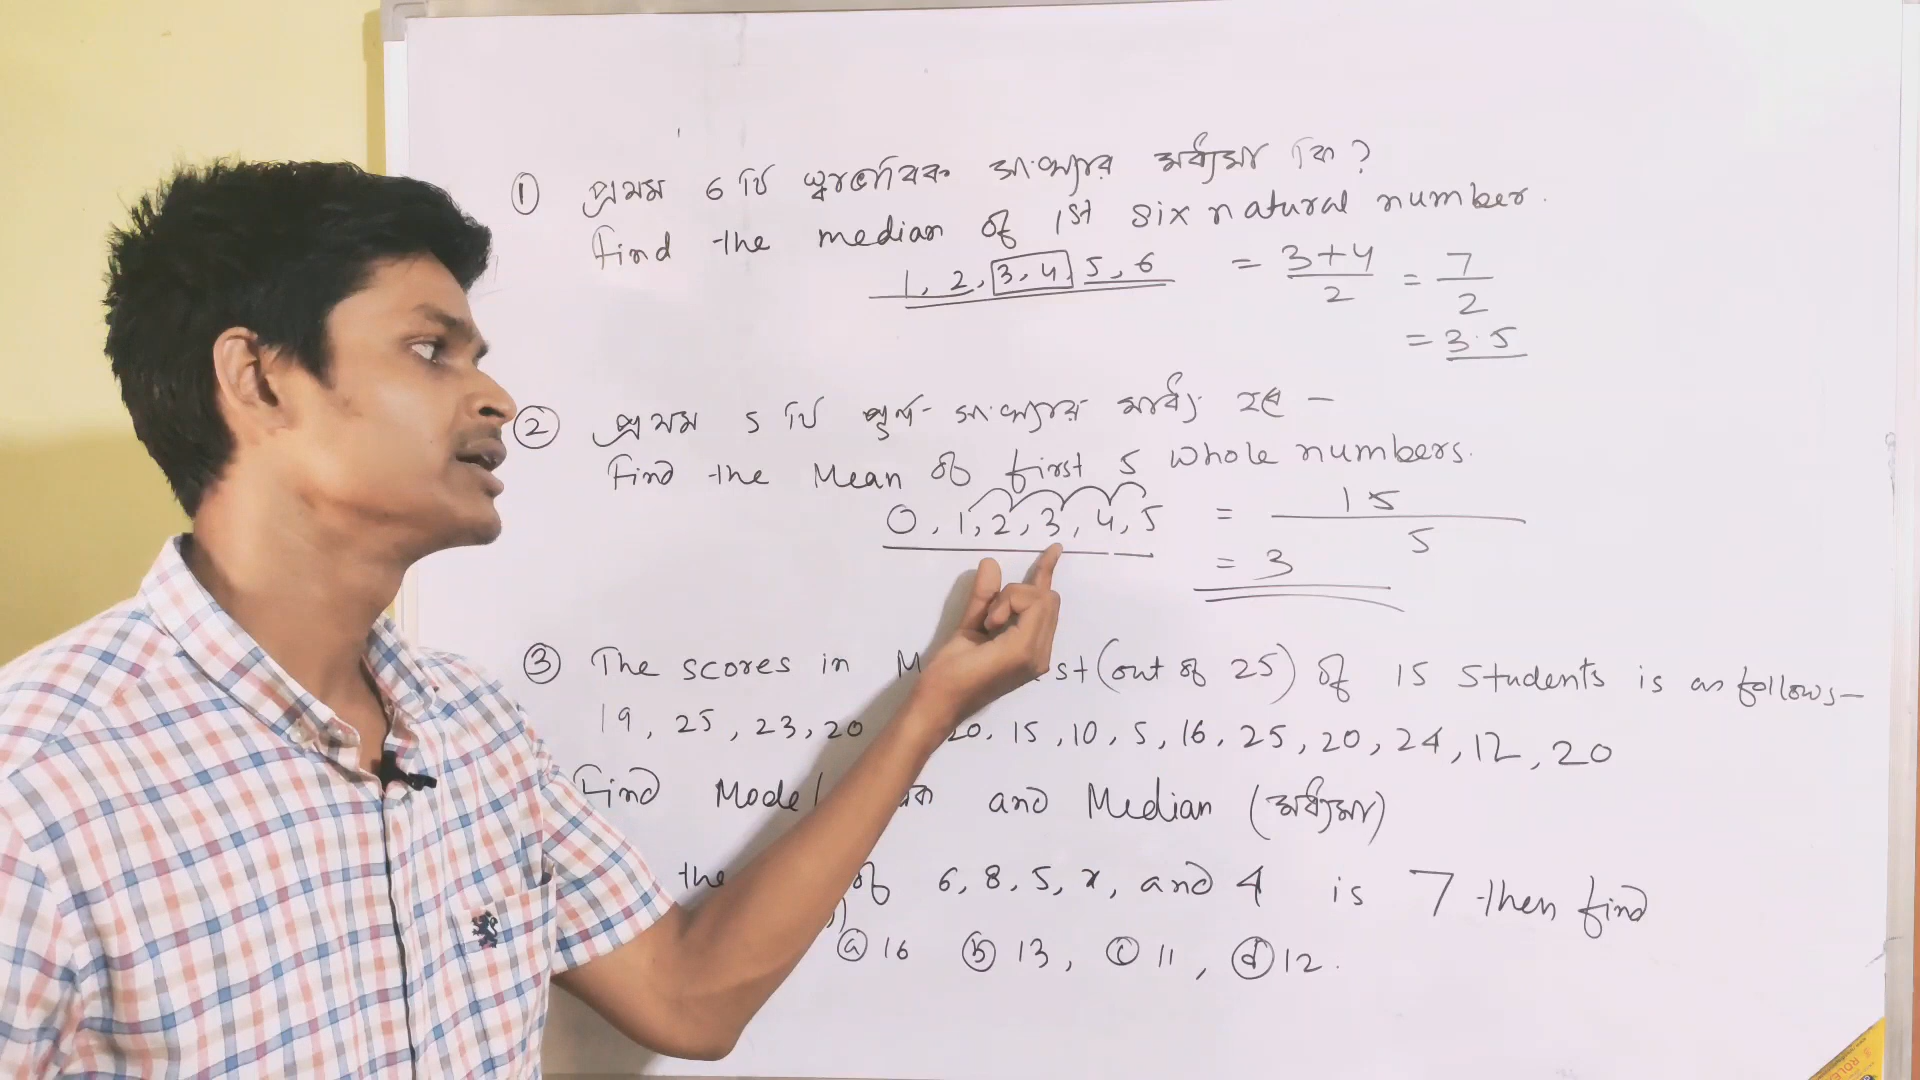 ① প্রথম 6 টি স্বাভাবিক সংখ্যার মধ্যমা কি?
Find the median of 1st six natural number.
1, 2, 3, 4, 5, 6 = 3+4/2 = 7/2
= 3.5
② প্রথম 5 টি পূর্ণ সংখ্যার মাধ্য হবে -
Find the Mean of first 5 whole numbers.
0, 1, 2, 3, 4, 5 = 15/5
= 3
③ The scores in st (out of 25) of 15 students is as follows-
19, 25, 23, 20 20, 15, 10, 5, 16, 25, 20, 24, 12, 20
Find Mode and Median (মধ্যমা)
the of 6, 8, 5, x, and 4 is 7 then find
ⓐ 16 ⓑ 13, ⓒ 11, ⓓ 12.